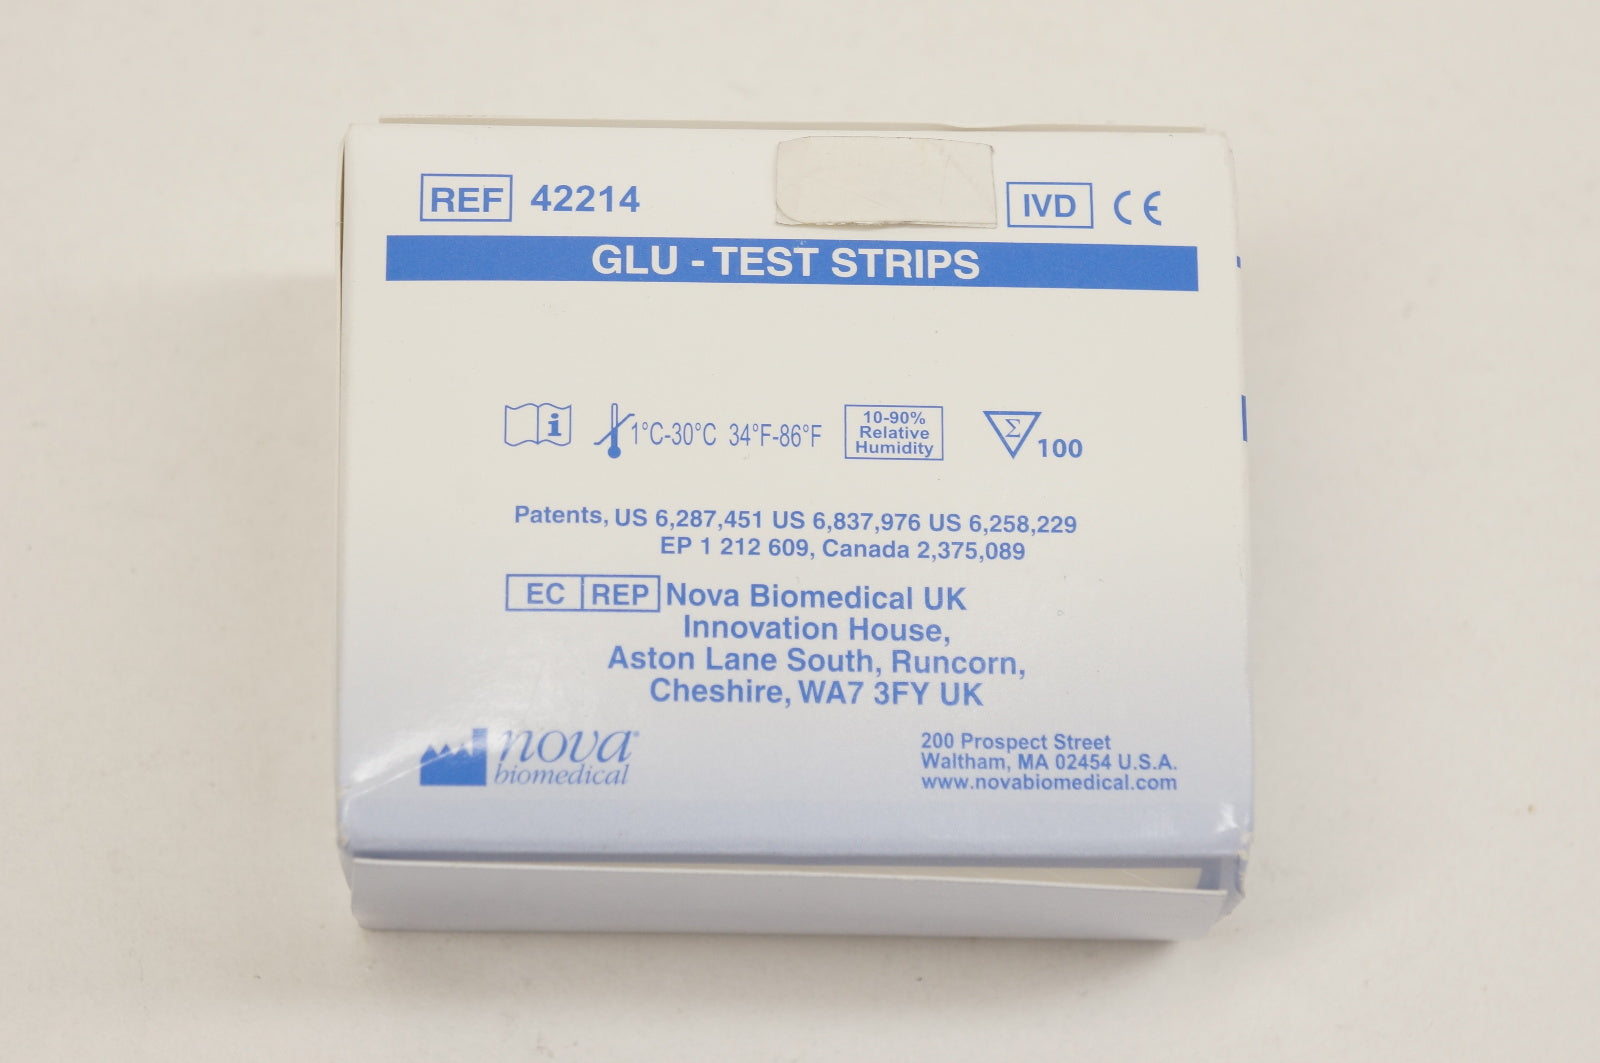 REF 42214 IVD CE
GLU - TEST STRIPS
i 1°C-30°C 34°F-86°F 10-90%
Relative
Humidity
Σ 100
Patents, US 6,287,451 US 6,837,976 US 6,258,229
EP 1 212 609, Canada 2,375,089
EC REP Nova Biomedical UK
Innovation House,
Aston Lane South, Runcorn,
Cheshire, WA7 3FY UK
nova®
biomedical
200 Prospect Street
Waltham, MA 02454 U.S.A.
www.novabiomedical.com